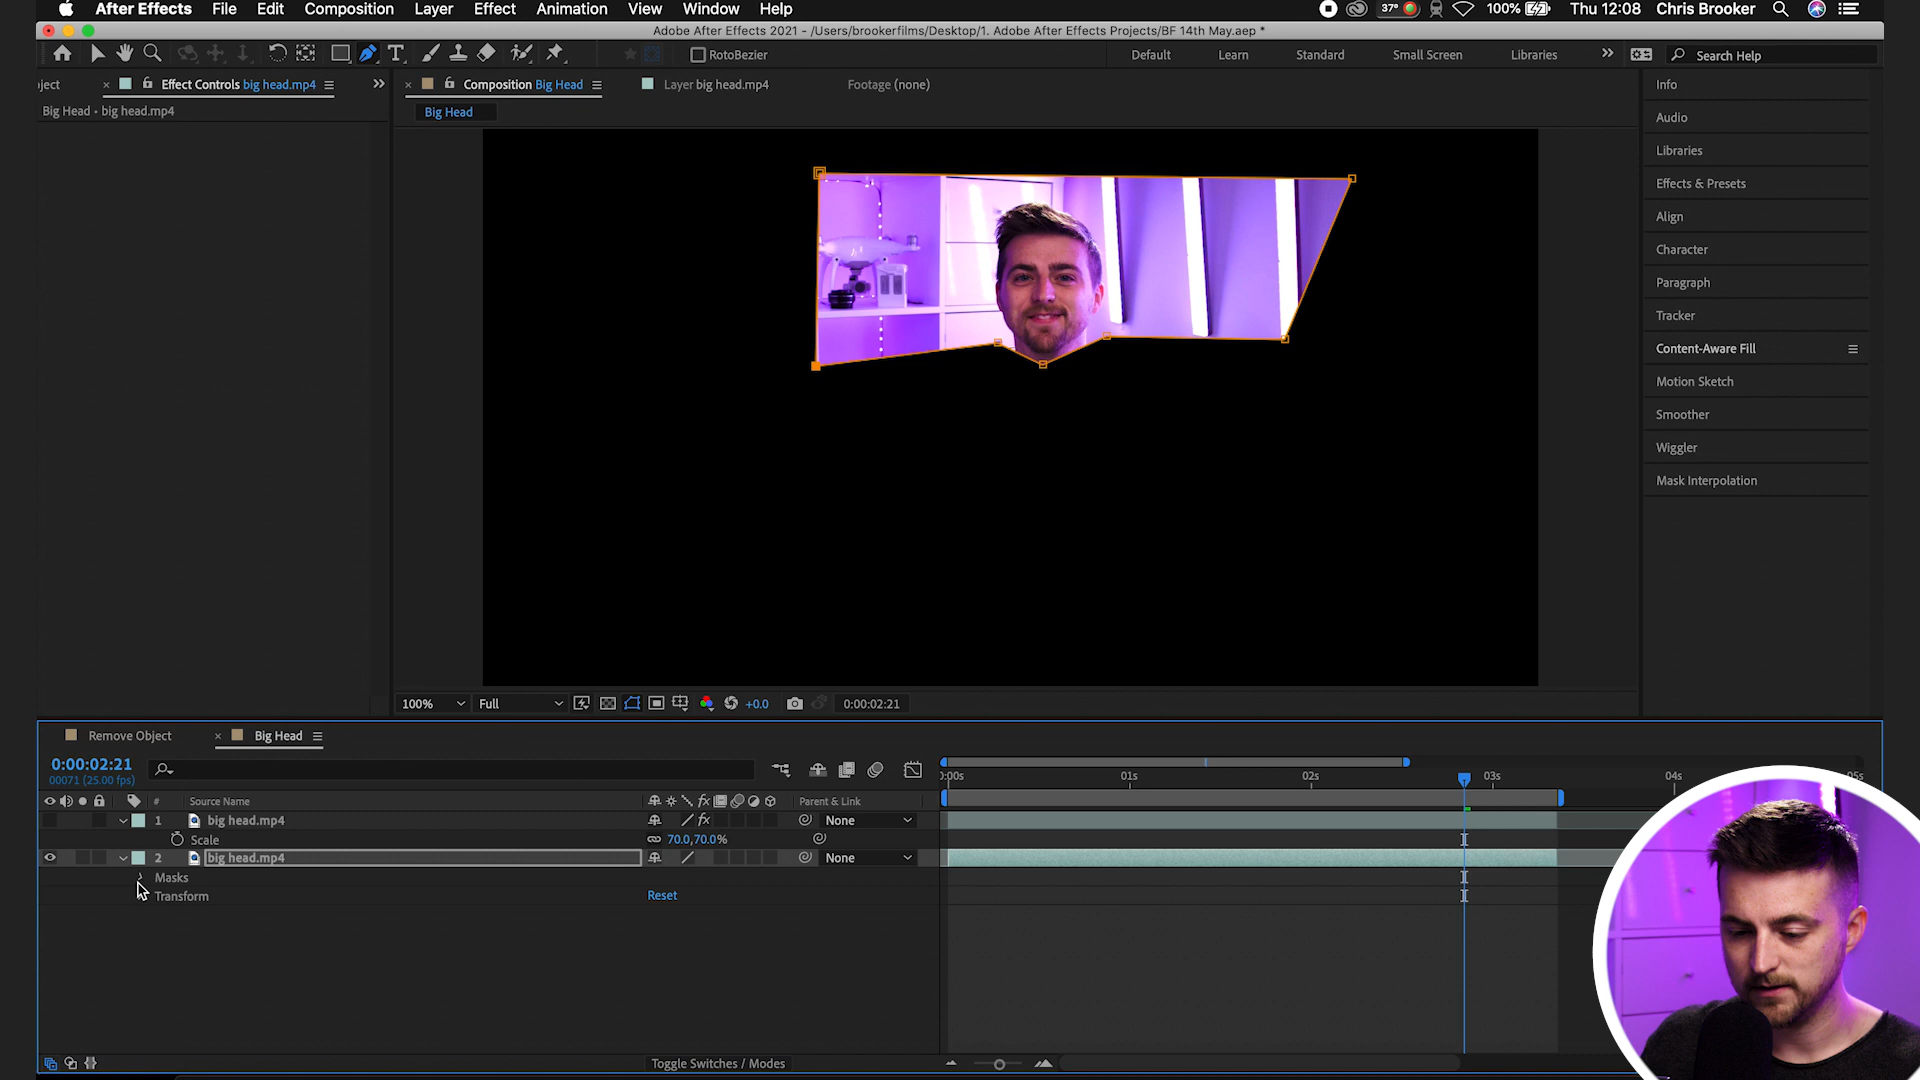 After Effects File Edit Composition Layer Effect Animation View Window Help 37° 100% Thu 12:08 Chris Brooker
Adobe After Effects 2021 - /Users/brookerfilms/Desktop/1. Adobe After Effects Projects/BF 14th May.aep *
RotoBezier Default Learn Standard Small Screen Libraries Search Help
ject Effect Controls big head.mp4 Composition Big Head Layer big head.mp4 Footage (none)
Big Head • big head.mp4
Big Head
Info
Audio
Libraries
Effects & Presets
Align
Character
Paragraph
Tracker
Content-Aware Fill
Motion Sketch
Smoother
Wiggler
Mask Interpolation
100% Full +0.0 0:00:02:21
Remove Object Big Head
0:00:02:21
00071 (25.00 fps)
:00s 01s 02s 03s 04s 05s
# Source Name Parent & Link
1 big head.mp4 None
Scale 70.0,70.0%
2 big head.mp4 None
Masks
Transform Reset
Toggle Switches / Modes